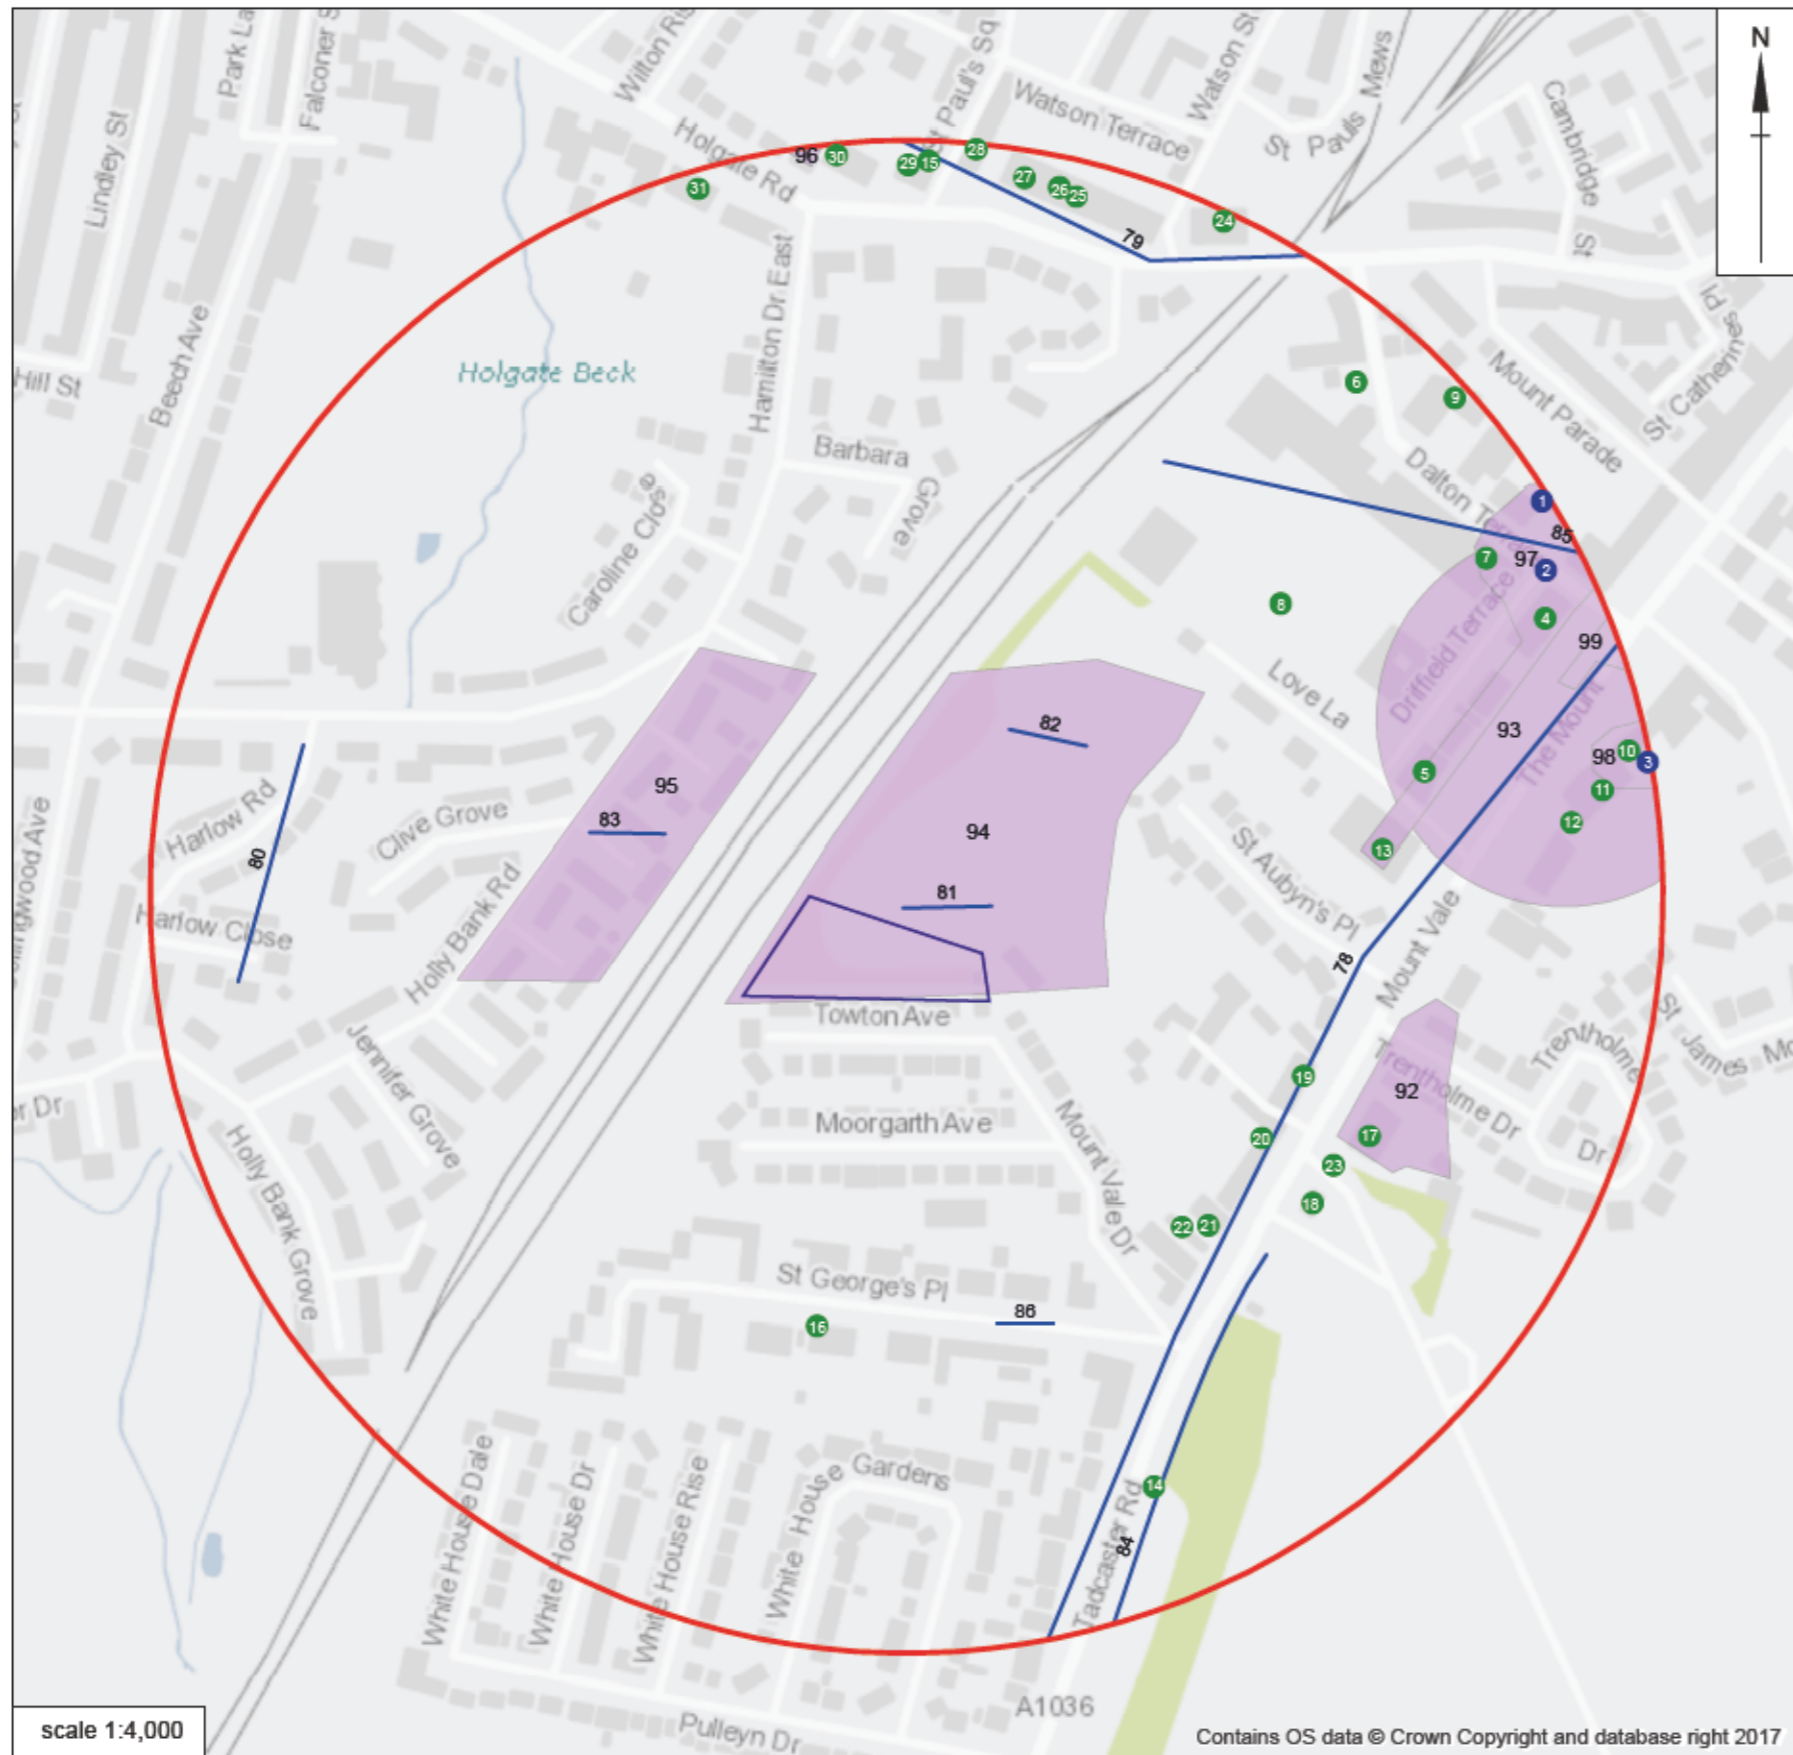 Park La
Falconer S
Lindley St
Wilton Ris
St Paul's Sq
Watson St
St Pauls Mews
Cambridge St
N
Watson Terrace
Holgate Rd
96
30
31
29
15
28
27
26
25
24
79
Holgate Beck
Hill St
Beech Ave
Hamilton Dr East
Barbara Grove
Caroline Close
6
9
Mount Parade
St Catherin
es Pl
Dalton Te
1
85
97
2
7
4
8
99
Driffield Terrace
Love La
93
The Mount
98
10
3
5
11
12
13
82
95
83
94
81
Harlow Rd
80
Clive Grove
Harlow Close
Holly Bank Rd
St Aubyn's Pl
78
Mount Vale
ollingwood Ave
Towton Ave
Jennifer Grove
Moorgarth Ave
Mount Vale Dr
19
92
Trentholme Dr
Trentholme Dr
St James Mo
20
17
23
18
or Dr
Holly Bank Grove
22
21
St George's Pl
86
16
White House Dale
White House Dr
White House Rise
White House Gardens
14
84
Tadcaster Rd
A1036
Pulleyn Dr
scale 1:4,000
Contains OS data © Crown Copyright and database right 2017